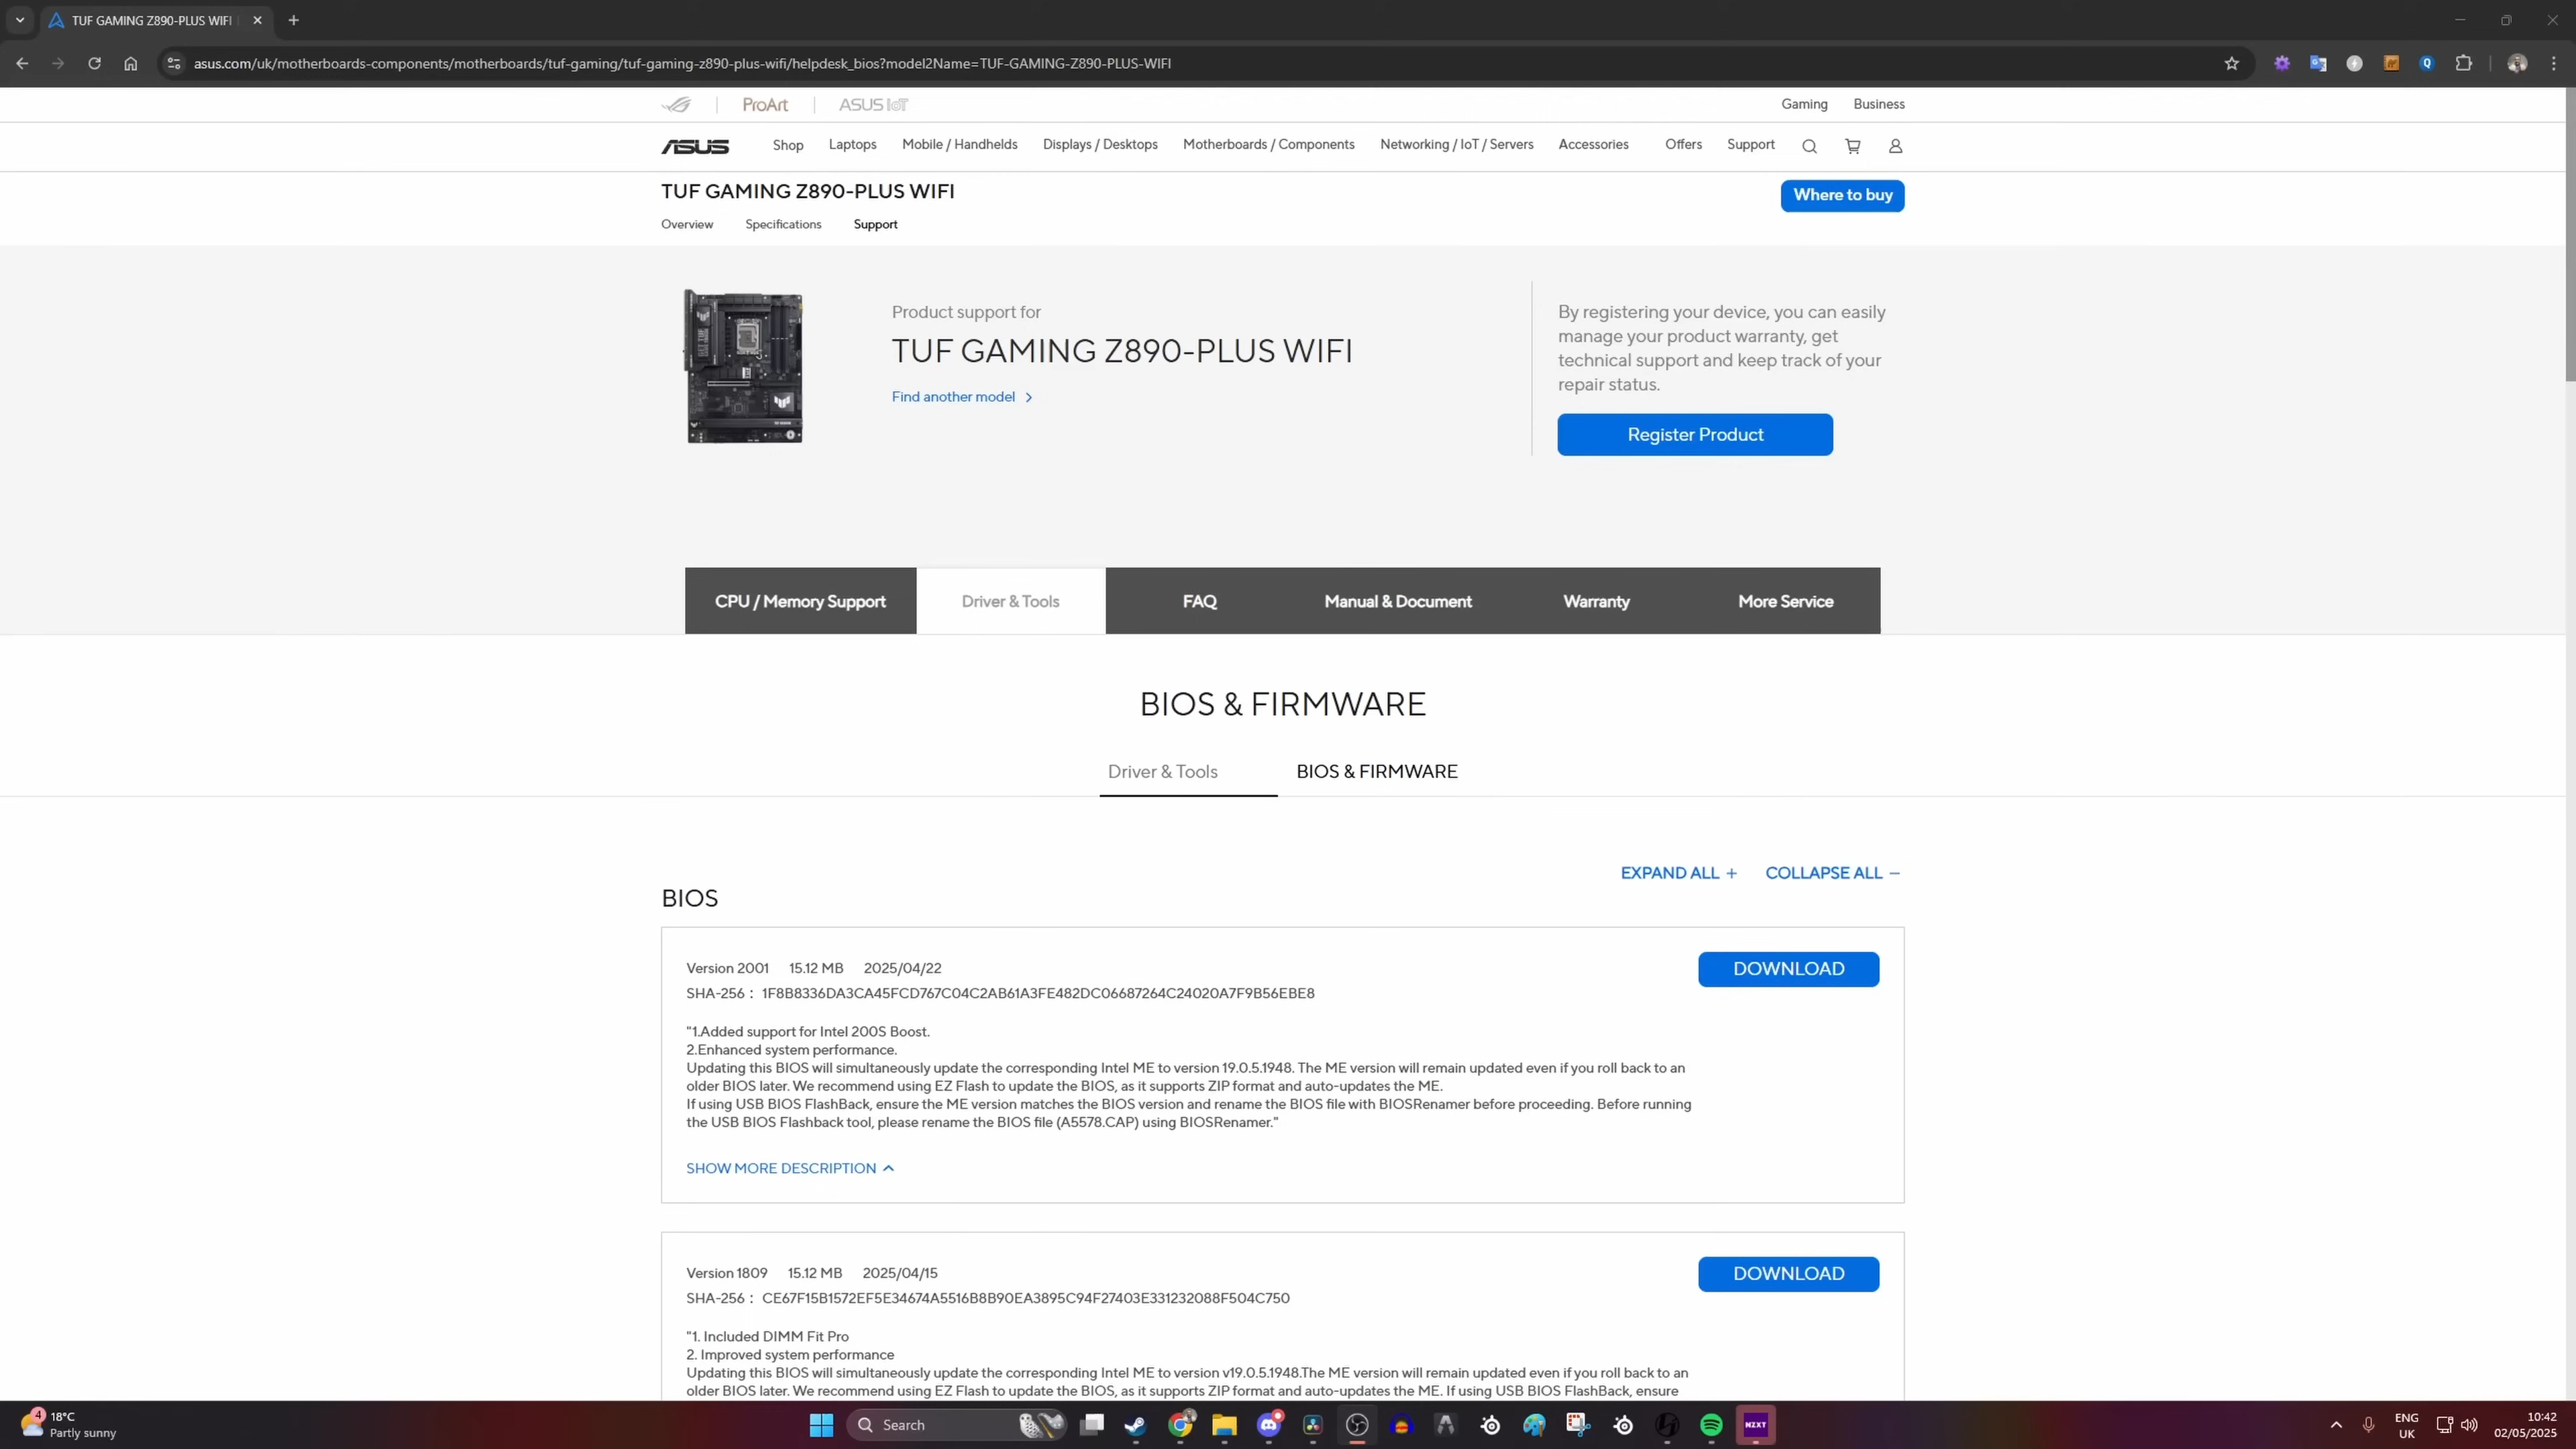 TUF GAMING Z890-PLUS WIFI
asus.com/uk/motherboards-components/motherboards/tuf-gaming/tuf-gaming-z890-plus-wifi/helpdesk_bios?model2Name=TUF-GAMING-Z890-PLUS-WIFI
ProArt
ASUS IoT
Gaming
Business
ASUS
Shop
Laptops
Mobile / Handhelds
Displays / Desktops
Motherboards / Components
Networking / IoT / Servers
Accessories
Offers
Support
TUF GAMING Z890-PLUS WIFI
Where to buy
Overview
Specifications
Support
Product support for
TUF GAMING Z890-PLUS WIFI
Find another model
By registering your device, you can easily
manage your product warranty, get
technical support and keep track of your
repair status.
Register Product
CPU / Memory Support
Driver & Tools
FAQ
Manual & Document
Warranty
More Service
BIOS & FIRMWARE
Driver & Tools
BIOS & FIRMWARE
EXPAND ALL +
COLLAPSE ALL −
BIOS
Version 2001 15.12 MB 2025/04/22
DOWNLOAD
SHA-256 : 1F8B8336DA3CA45FCD767C04C2AB61A3FE482DC06687264C24020A7F9B56EBE8
"1.Added support for Intel 200S Boost.
2.Enhanced system performance.
Updating this BIOS will simultaneously update the corresponding Intel ME to version 19.0.5.1948. The ME version will remain updated even if you roll back to an
older BIOS later. We recommend using EZ Flash to update the BIOS, as it supports ZIP format and auto-updates the ME.
If using USB BIOS FlashBack, ensure the ME version matches the BIOS version and rename the BIOS file with BIOSRenamer before proceeding. Before running
the USB BIOS Flashback tool, please rename the BIOS file (A5578.CAP) using BIOSRenamer."
SHOW MORE DESCRIPTION
Version 1809 15.12 MB 2025/04/15
DOWNLOAD
SHA-256 : CE67F15B1572EF5E34674A5516B8B90EA3895C94F27403E331232088F504C750
"1. Included DIMM Fit Pro
2. Improved system performance
Updating this BIOS will simultaneously update the corresponding Intel ME to version v19.0.5.1948.The ME version will remain updated even if you roll back to an
older BIOS later. We recommend using EZ Flash to update the BIOS, as it supports ZIP format and auto-updates the ME. If using USB BIOS FlashBack, ensure
4
18°C
Partly sunny
Search
NZXT
ENG
UK
10:42
02/05/2025